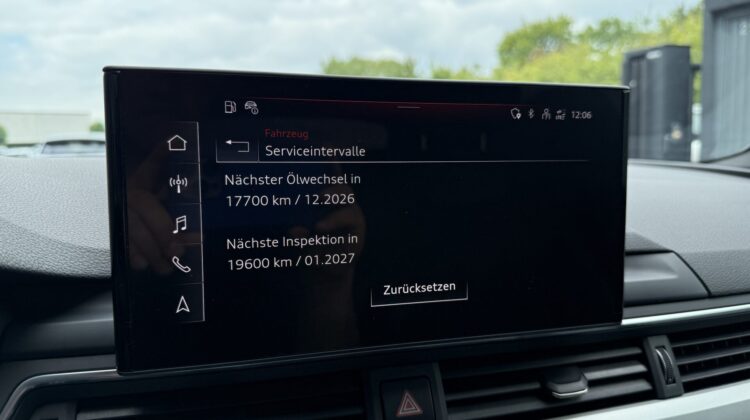 12:06
Fahrzeug
Serviceintervalle
Nächster Ölwechsel in
17700 km / 12.2026
Nächste Inspektion in
19600 km / 01.2027
Zurücksetzen